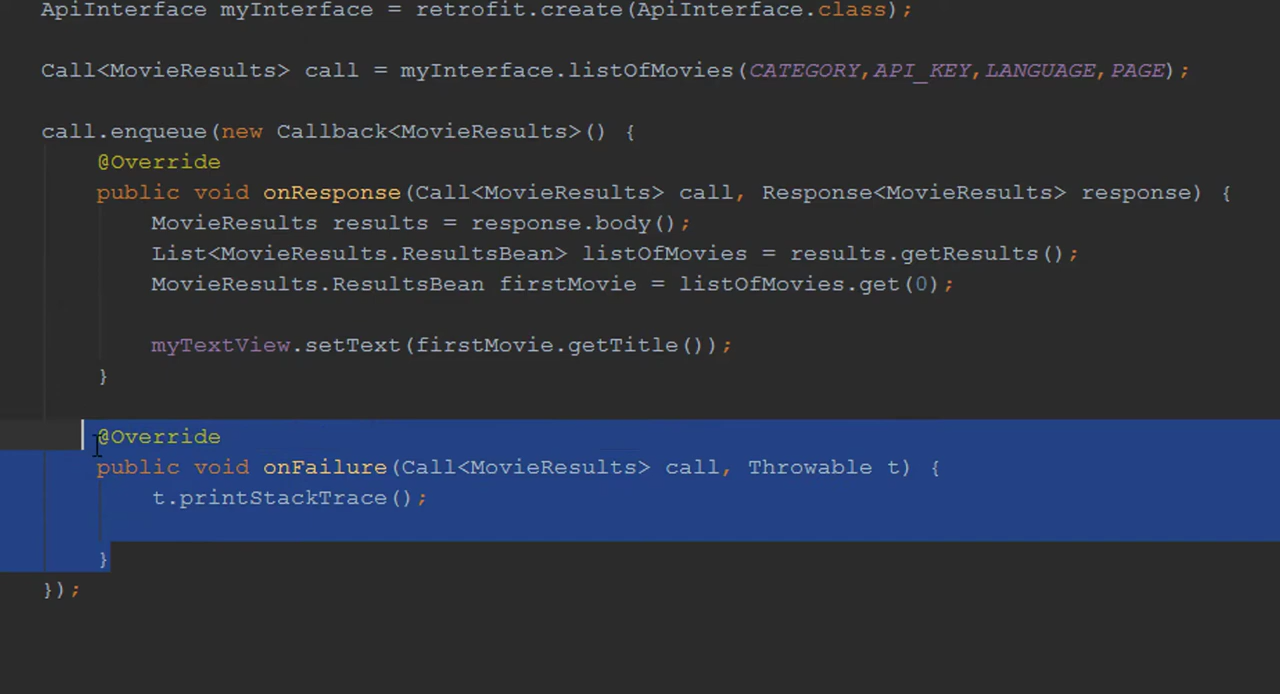 ApiInterface myInterface = retrofit.create(ApiInterface.class);
Call<MovieResults> call = myInterface.listOfMovies(CATEGORY,API_KEY,LANGUAGE,PAGE);
call.enqueue(new Callback<MovieResults>() {
@Override
public void onResponse(Call<MovieResults> call, Response<MovieResults> response) {
MovieResults results = response.body();
List<MovieResults.ResultsBean> listOfMovies = results.getResults();
MovieResults.ResultsBean firstMovie = listOfMovies.get(0);
myTextView.setText(firstMovie.getTitle());
}
@Override
public void onFailure(Call<MovieResults> call, Throwable t) {
t.printStackTrace();
}
});